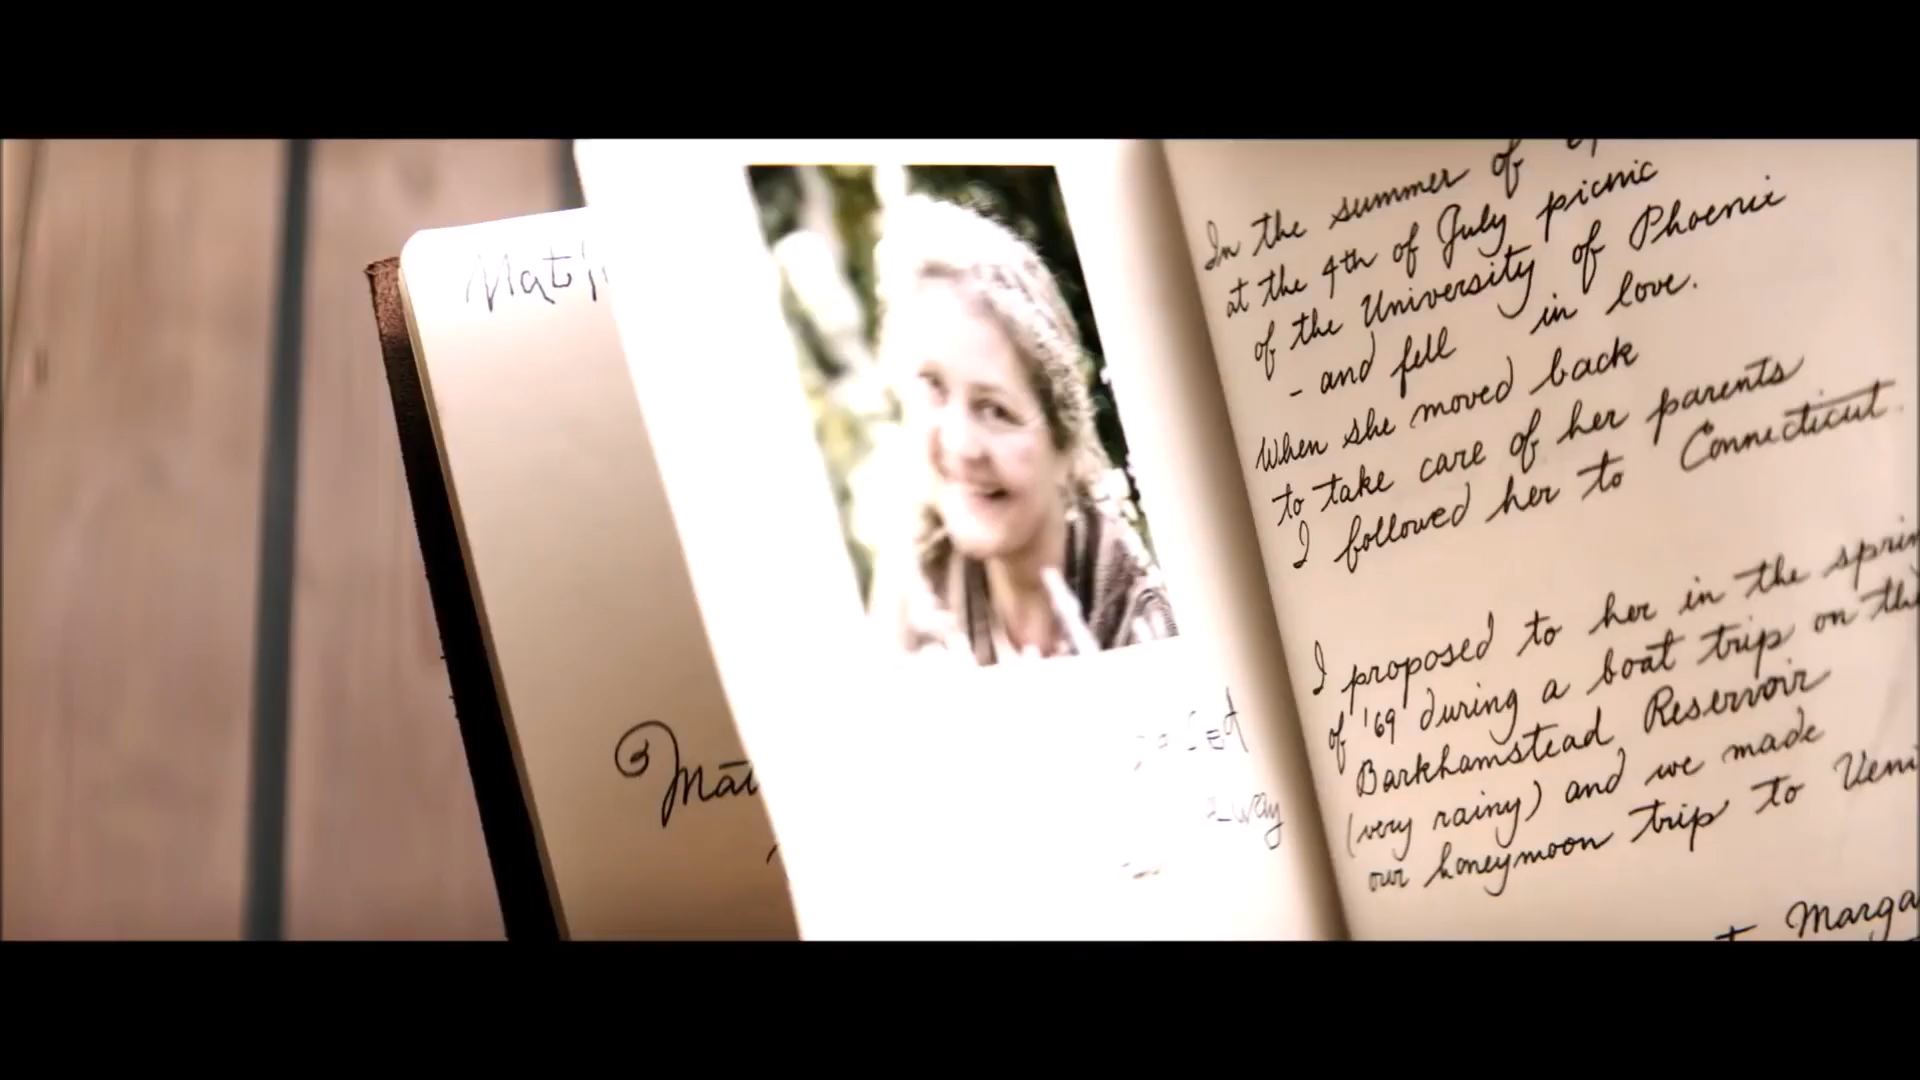 In the summer of
at the 4th of July picnic
of the University of Phoenix
- and fell in love.
When she moved back
to take care of her parents
I followed her to Connecticut.
I proposed to her in the
of '69 during a boat trip on
Barkhamstead Reservoir
(very rainy) and we made
our honeymoon trip to